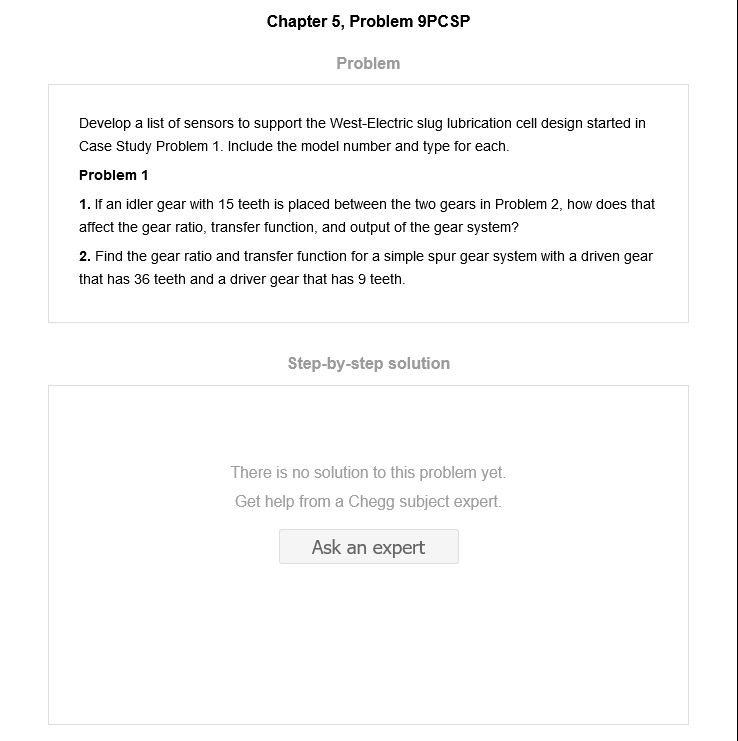 Chapter 5, Problem 9PCSP
Problem
Develop a list of sensors to support the West-Electric slug lubrication cell design started in
Case Study Problem 1. Include the model number and type for each.
Problem 1
1. If an idler gear with 15 teeth is placed between the two gears in Problem 2, how does that
affect the gear ratio, transfer function, and output of the gear system?
2. Find the gear ratio and transfer function for a simple spur gear system with a driven gear
that has 36 teeth and a driver gear that has 9 teeth.
Step-by-step solution
There is no solution to this problem yet.
Get help from a Chegg subject expert.
Ask an expert